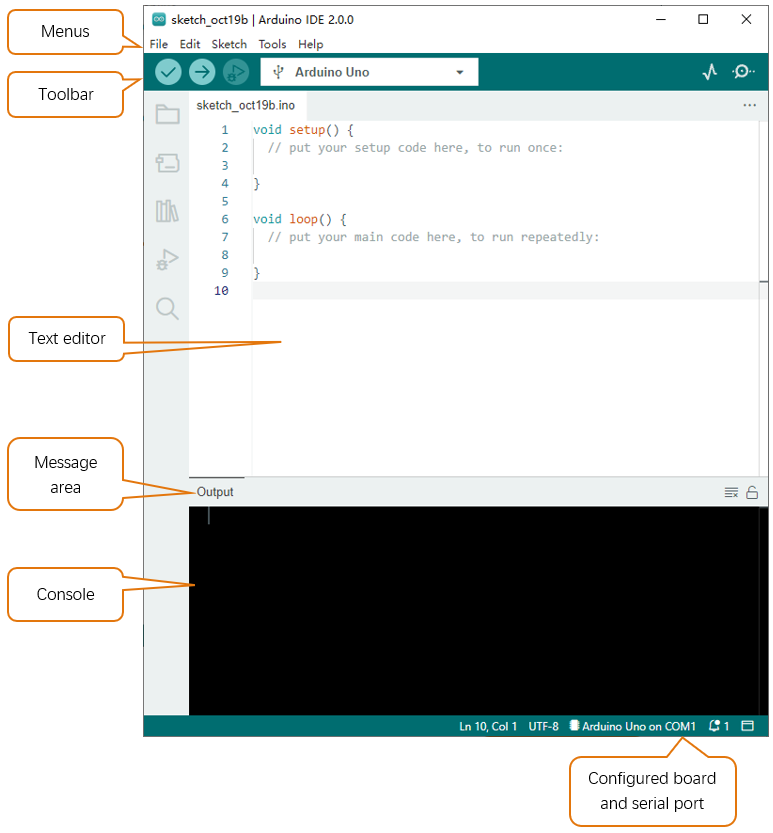 Menus
sketch_oct19b | Arduino IDE 2.0.0
File Edit Sketch Tools Help
Toolbar
Arduino Uno
sketch_oct19b.ino
1 void setup() {
2 // put your setup code here, to run once:
3
4 }
5
6 void loop() {
7 // put your main code here, to run repeatedly:
8
9 }
10
Text editor
Message
area
Output
Console
Ln 10, Col 1 UTF-8 Arduino Uno on COM1 1
Configured board
and serial port